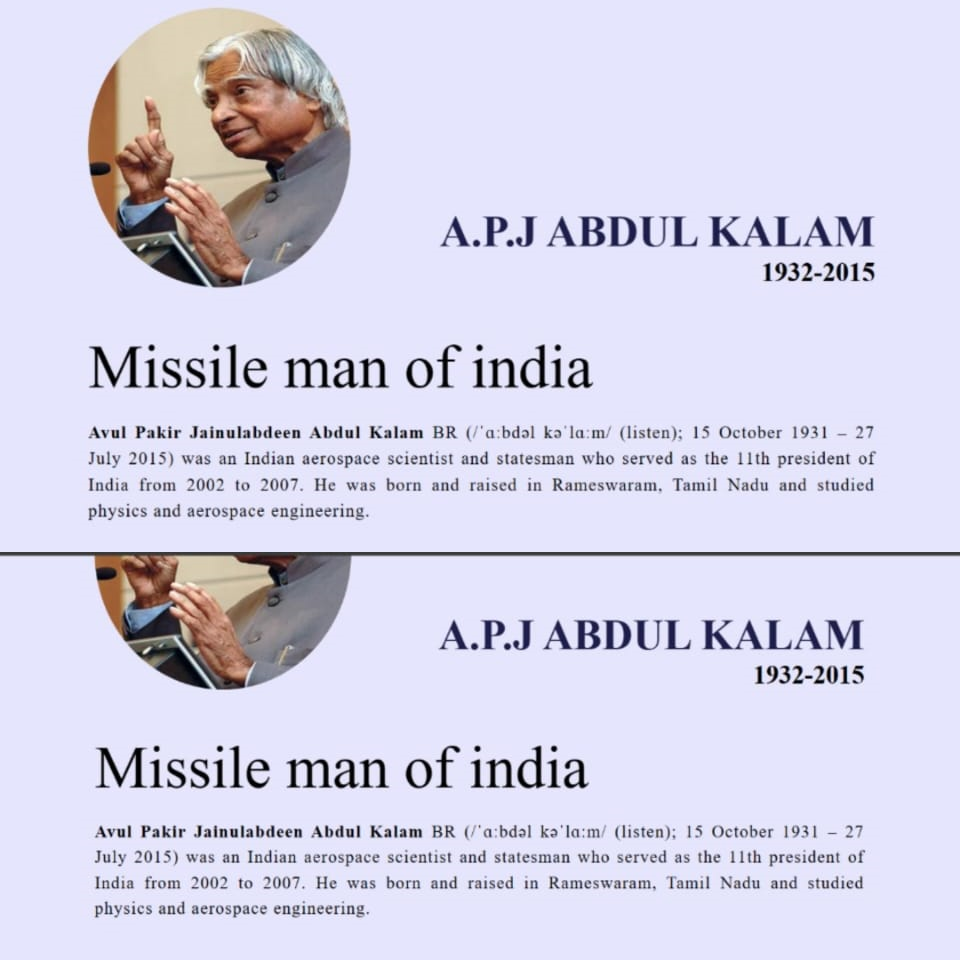 A.P.J ABDUL KALAM
1932-2015
Missile man of india
Avul Pakir Jainulabdeen Abdul Kalam BR (/ˈɑːbdəl kəˈlɑːm/ (listen); 15 October 1931 – 27
July 2015) was an Indian aerospace scientist and statesman who served as the 11th president of
India from 2002 to 2007. He was born and raised in Rameswaram, Tamil Nadu and studied
physics and aerospace engineering.
A.P.J ABDUL KALAM
1932-2015
Missile man of india
Avul Pakir Jainulabdeen Abdul Kalam BR (/ˈɑːbdəl kəˈlɑːm/ (listen); 15 October 1931 – 27
July 2015) was an Indian aerospace scientist and statesman who served as the 11th president of
India from 2002 to 2007. He was born and raised in Rameswaram, Tamil Nadu and studied
physics and aerospace engineering.